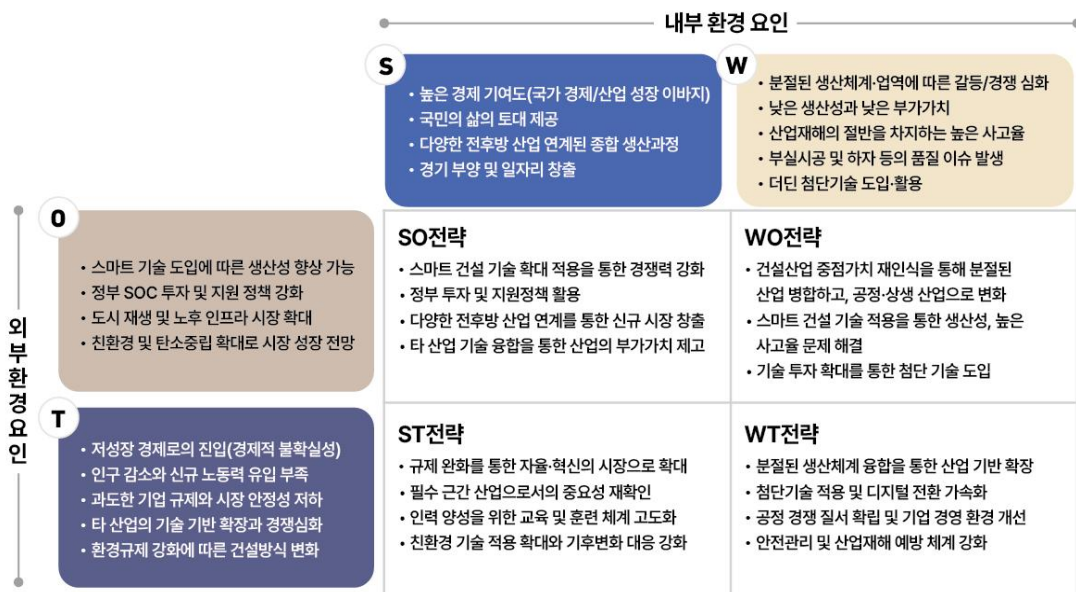 내부 환경 요인
S
• 높은 경제 기여도(국가 경제/산업 성장 이바지)
• 국민의 삶의 토대 제공
• 다양한 전후방 산업 연계된 종합 생산과정
• 경기 부양 및 일자리 창출
W
• 분절된 생산체계·업역에 따른 갈등/경쟁 심화
• 낮은 생산성과 낮은 부가가치
• 산업재해의 절반을 차지하는 높은 사고율
• 부실시공 및 하자 등의 품질 이슈 발생
• 더딘 첨단기술 도입·활용
외부환경요인
O
• 스마트 기술 도입에 따른 생산성 향상 가능
• 정부 SOC 투자 및 지원 정책 강화
• 도시 재생 및 노후 인프라 시장 확대
• 친환경 및 탄소중립 확대로 시장 성장 전망
SO전략
• 스마트 건설 기술 확대 적용을 통한 경쟁력 강화
• 정부 투자 및 지원정책 활용
• 다양한 전후방 산업 연계를 통한 신규 시장 창출
• 타 산업 기술 융합을 통한 산업의 부가가치 제고
WO전략
• 건설산업 중점가치 재인식을 통해 분절된
산업 병합하고, 공정·상생 산업으로 변화
• 스마트 건설 기술 적용을 통한 생산성, 높은
사고율 문제 해결
• 기술 투자 확대를 통한 첨단 기술 도입
T
• 저성장 경제로의 진입(경제적 불확실성)
• 인구 감소와 신규 노동력 유입 부족
• 과도한 기업 규제와 시장 안정성 저하
• 타 산업의 기술 기반 확장과 경쟁심화
• 환경규제 강화에 따른 건설방식 변화
ST전략
• 규제 완화를 통한 자율·혁신의 시장으로 확대
• 필수 근간 산업으로서의 중요성 재확인
• 인력 양성을 위한 교육 및 훈련 체계 고도화
• 친환경 기술 적용 확대와 기후변화 대응 강화
WT전략
• 분절된 생산체계 융합을 통한 산업 기반 확장
• 첨단기술 적용 및 디지털 전환 가속화
• 공정 경쟁 질서 확립 및 기업 경영 환경 개선
• 안전관리 및 산업재해 예방 체계 강화